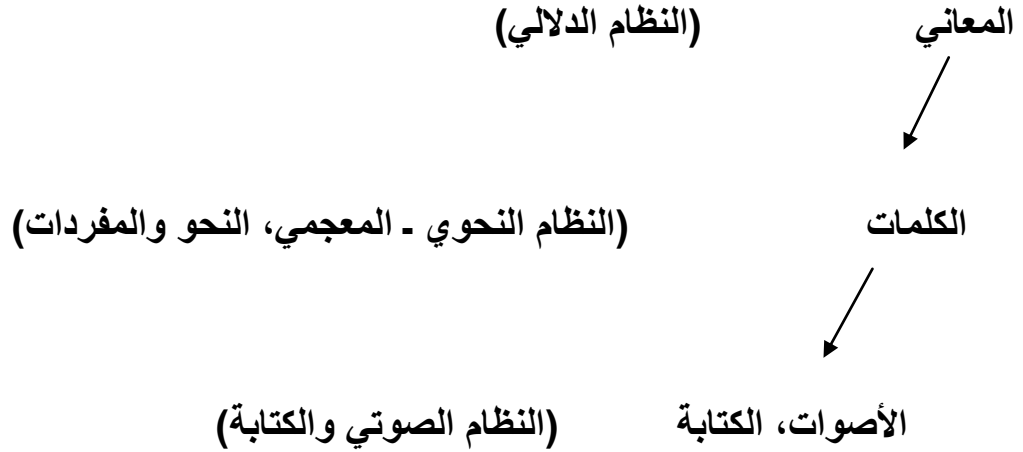 المعاني (النظام الدلالي)
الكلمات (النظام النحوي ـ المعجمي، النحو والمفردات)
الأصوات، الكتابة (النظام الصوتي والكتابة)